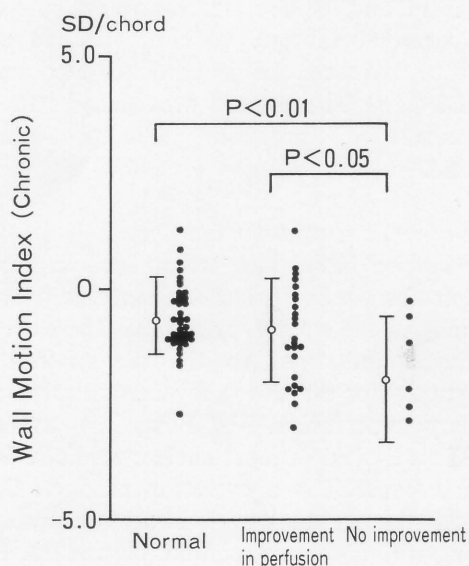 SD/chord
5.0
P<0.01
P<0.05
0
Wall Motion Index (Chronic)
-5.0
Normal
Improvement
in perfusion
No improvement